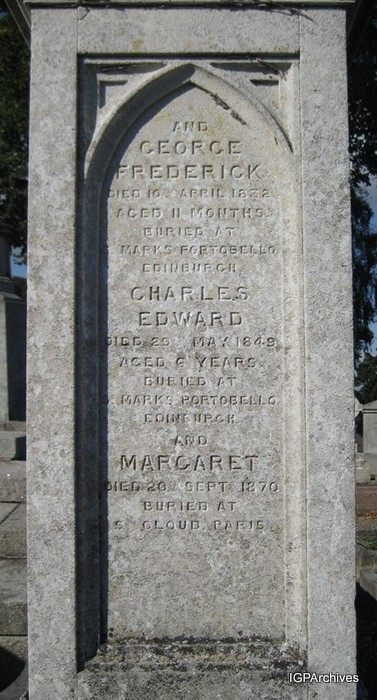 AND
GEORGE
FREDERICK
DIED 10 APRIL
AGED 11 MONTHS
BURIED AT
S. MARKS PORTOBELLO
EDINBURGH
CHARLES
EDWARD
DIED 29 MAY 1849
AGED 6 YEARS
BURIED AT
S. MARKS PORTOBELLO
EDINBURGH
AND
MARGARET
DIED 20 SEPT 1870
BURIED AT
S. CLOUD PARIS
IGPArchives